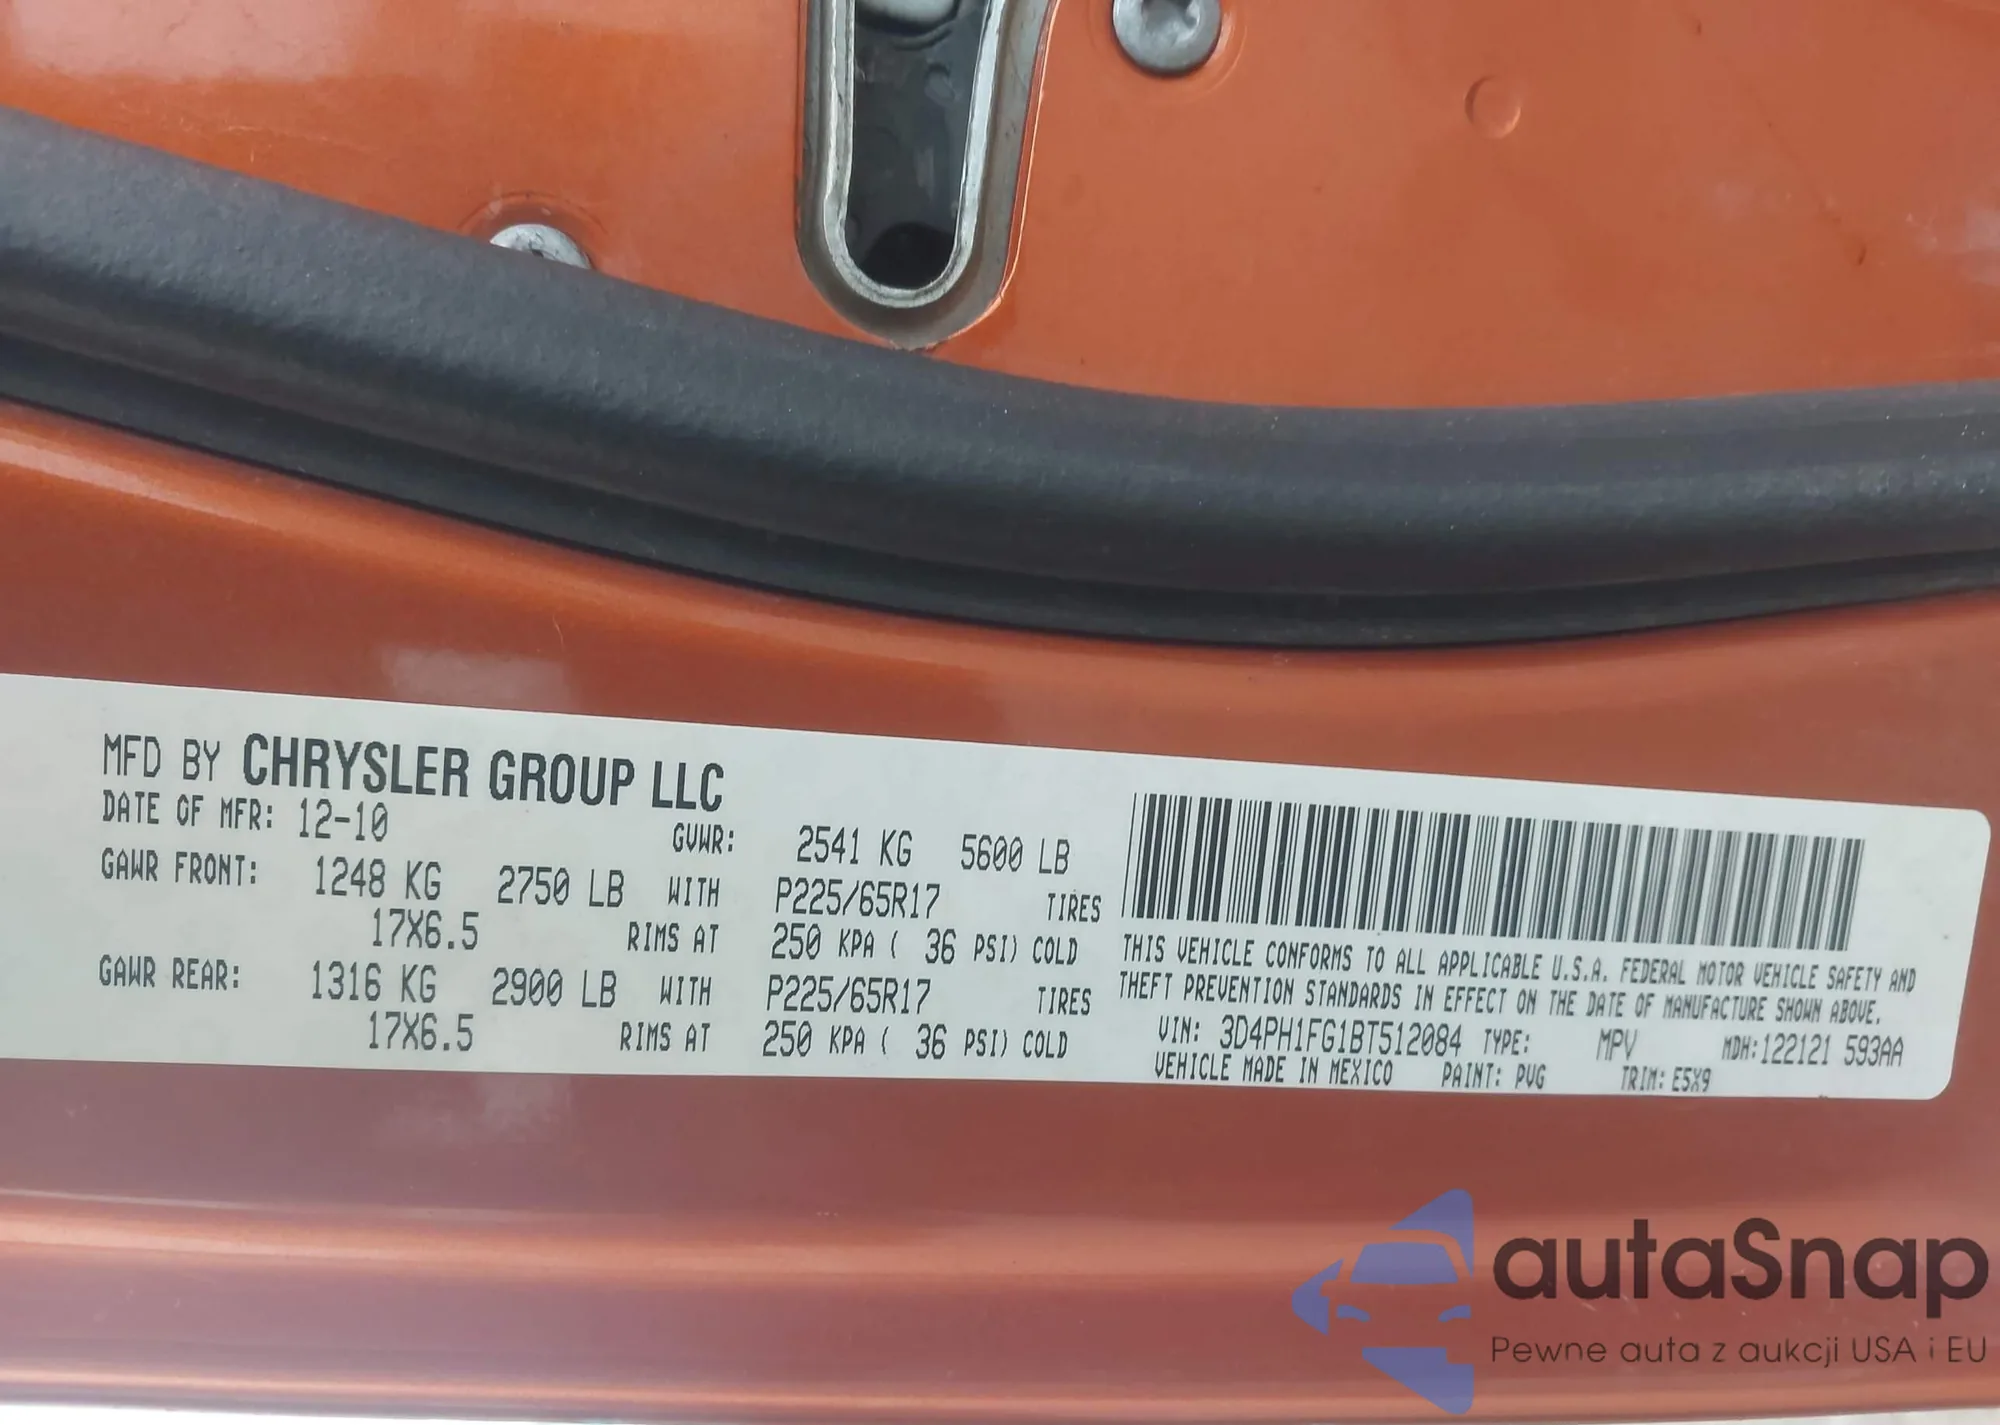 MFD BY CHRYSLER GROUP LLC
DATE OF MFR: 12-10 GVWR: 2541 KG 5600 LB
GAWR FRONT: 1248 KG 2750 LB WITH P225/65R17 TIRES
17X6.5 RIMS AT 250 KPA ( 36 PSI) COLD
GAWR REAR: 1316 KG 2900 LB WITH P225/65R17 TIRES
17X6.5 RIMS AT 250 KPA ( 36 PSI) COLD
THIS VEHICLE CONFORMS TO ALL APPLICABLE U.S.A. FEDERAL MOTOR VEHICLE SAFETY AND
THEFT PREVENTION STANDARDS IN EFFECT ON THE DATE OF MANUFACTURE SHOWN ABOVE.
VIN: 3D4PH1FG1BT512084 TYPE: MPV MDH:122121 593AA
VEHICLE MADE IN MEXICO PAINT: PVG TRIM: E5X9
autaSnap
Pewne auta z aukcji USA i EU